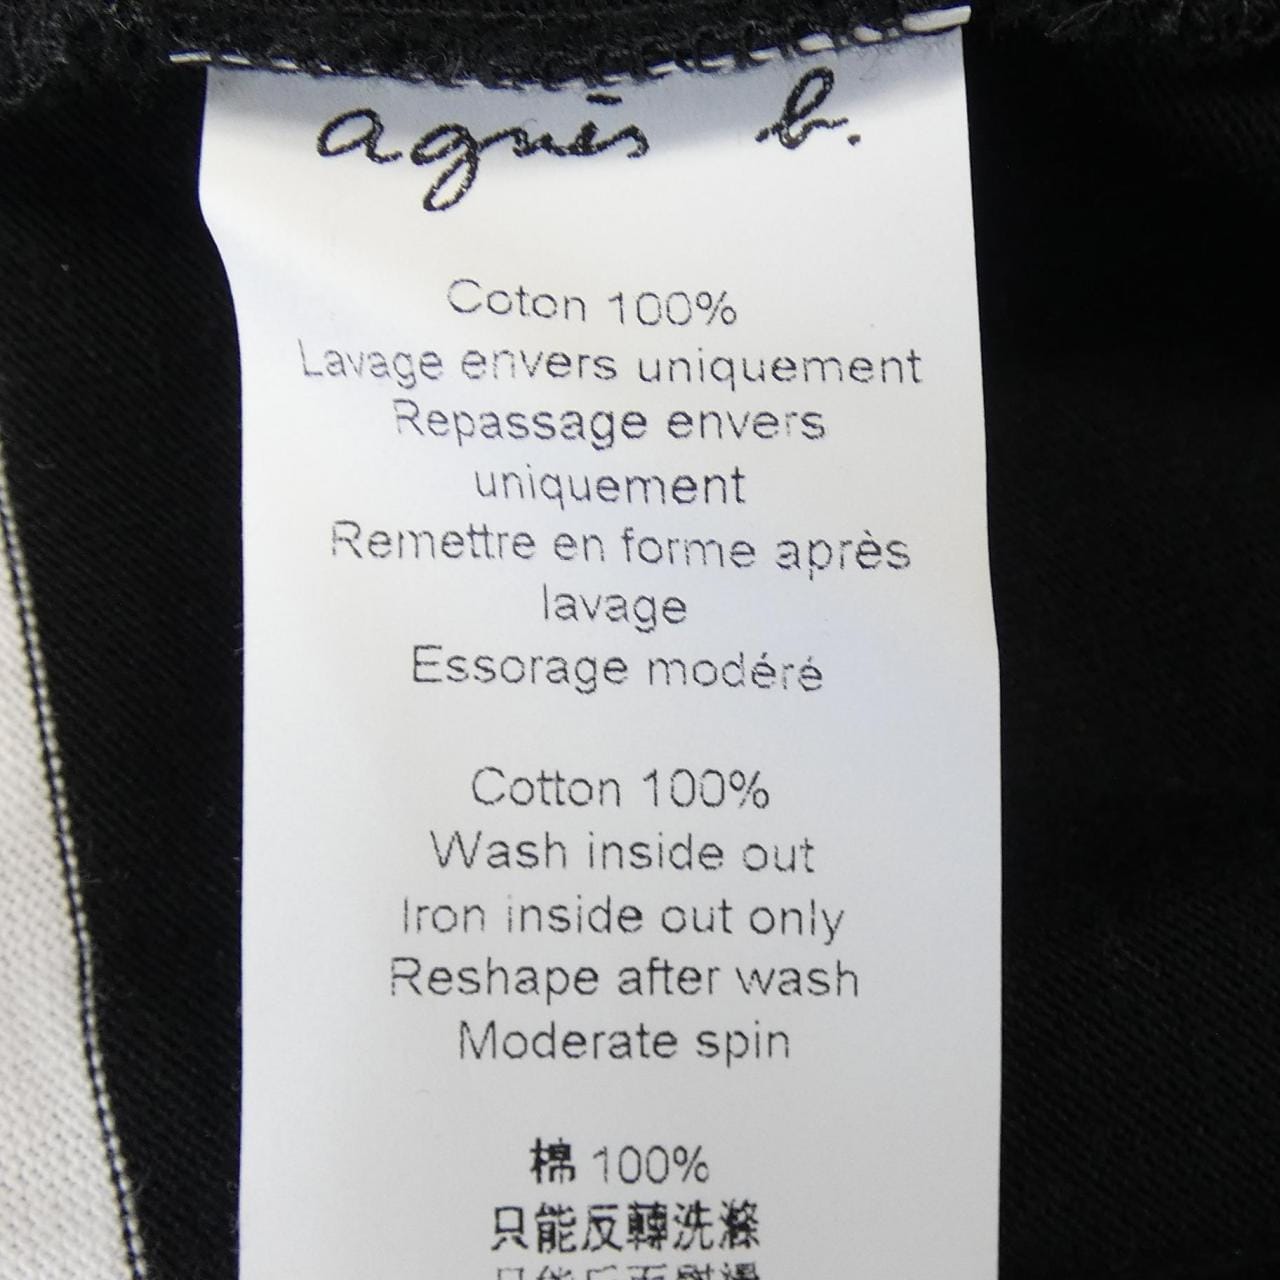 agnès b.
Coton 100%
Lavage envers uniquement
Repassage envers
uniquement
Remettre en forme après
lavage
Essorage modéré
Cotton 100%
Wash inside out
Iron inside out only
Reshape after wash
Moderate spin
棉 100%
只能反轉洗滌